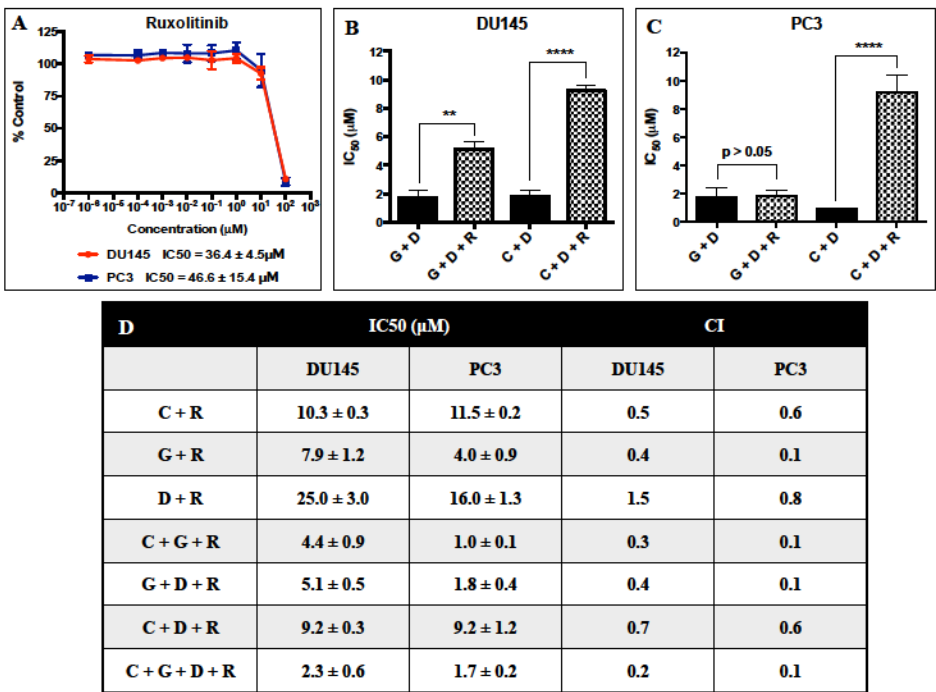 A
Ruxolitinib
% Control
125
100
75
50
25
0
10⁻⁷ 10⁻⁶ 10⁻⁵ 10⁻⁴ 10⁻³ 10⁻² 10⁻¹ 10⁰ 10¹ 10² 10³
Concentration (µM)
DU145 IC50 = 36.4 ± 4.5µM
PC3 IC50 = 46.6 ± 15.4 µM
B
DU145
IC₅₀ (µM)
12
10
8
6
4
2
0
**
****
G + D
G + D + R
C + D
C + D + R
C
PC3
IC₅₀ (µM)
12
10
8
6
4
2
0
p > 0.05
****
G + D
G + D + R
C + D
C + D + R
D IC50 (µM) CI
DU145 PC3 DU145 PC3
C + R 10.3 ± 0.3 11.5 ± 0.2 0.5 0.6
G + R 7.9 ± 1.2 4.0 ± 0.9 0.4 0.1
D + R 25.0 ± 3.0 16.0 ± 1.3 1.5 0.8
C + G + R 4.4 ± 0.9 1.0 ± 0.1 0.3 0.1
G + D + R 5.1 ± 0.5 1.8 ± 0.4 0.4 0.1
C + D + R 9.2 ± 0.3 9.2 ± 1.2 0.7 0.6
C + G + D + R 2.3 ± 0.6 1.7 ± 0.2 0.2 0.1